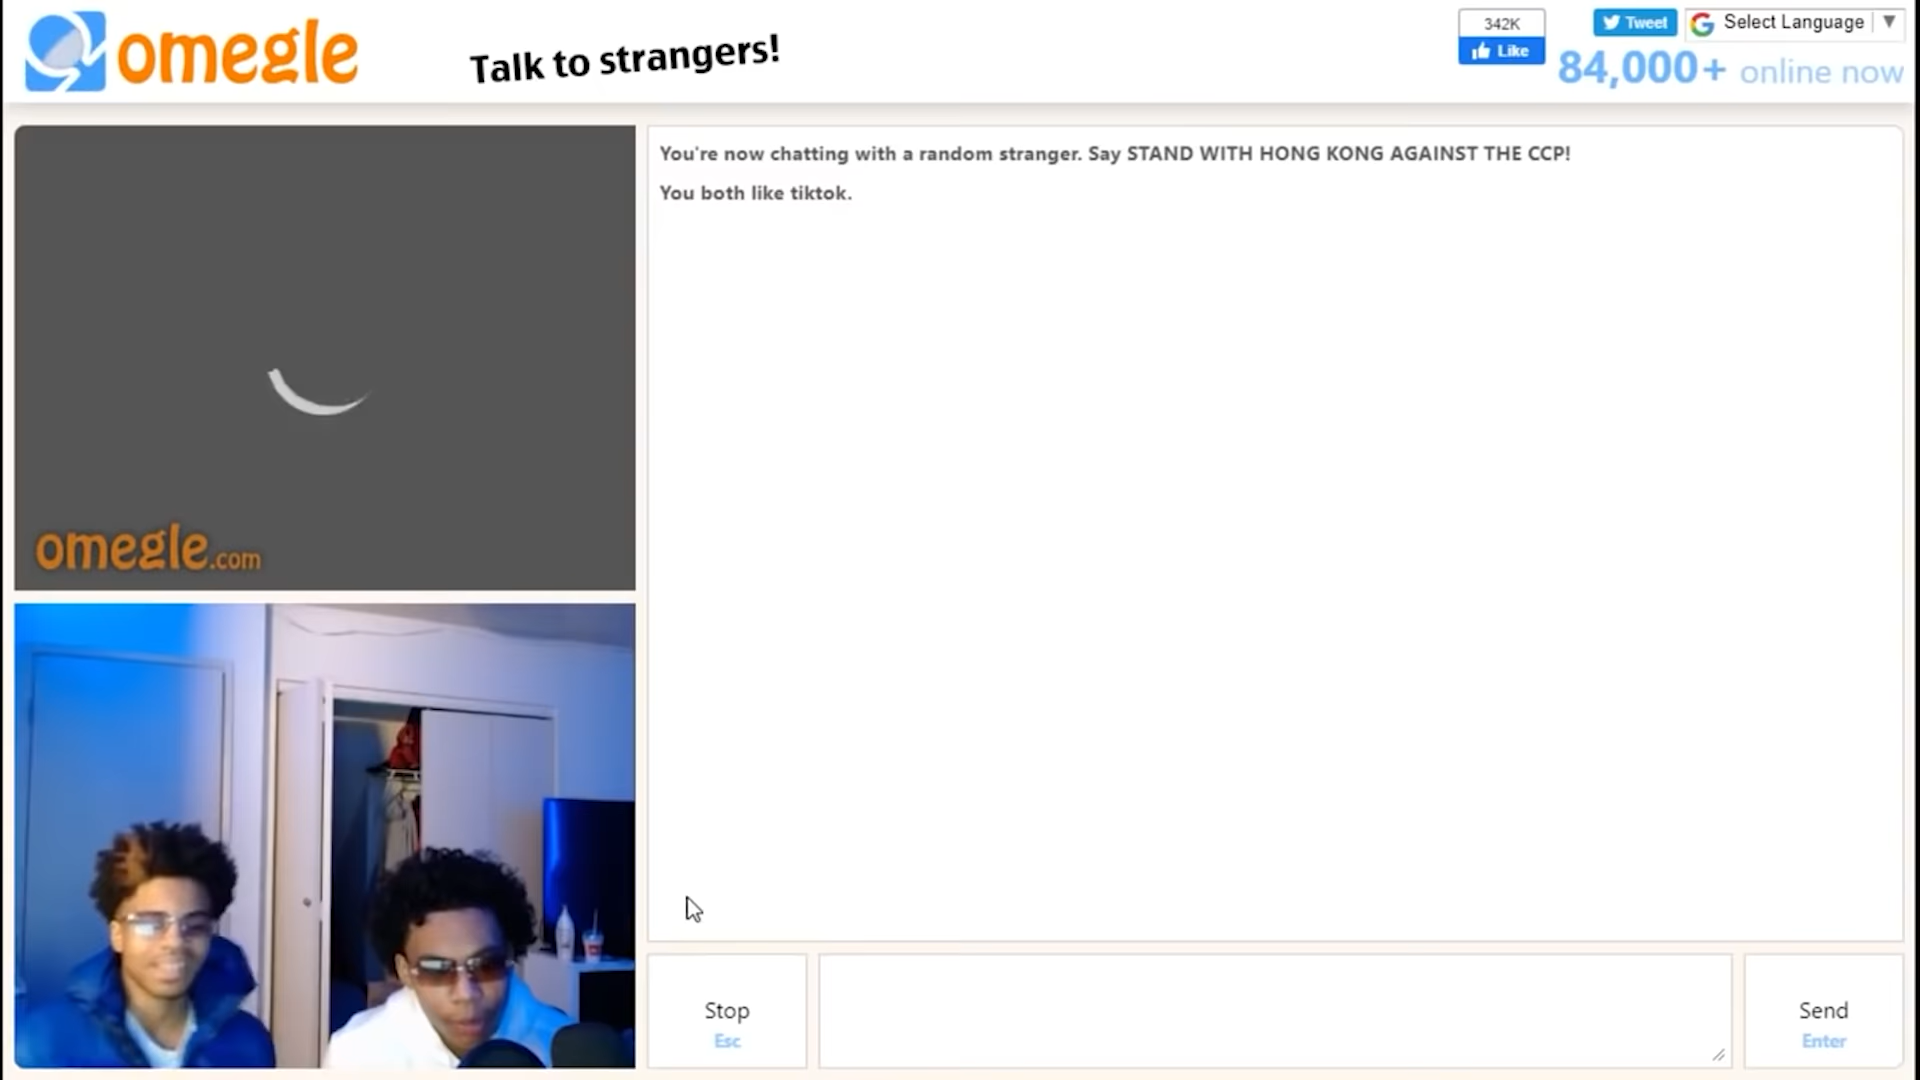 omegle
Talk to strangers!
342K
Like
Tweet
Select Language
84,000+ online now
You're now chatting with a random stranger. Say STAND WITH HONG KONG AGAINST THE CCP!
You both like tiktok.
omegle.com
Stop
Esc
Send
Enter